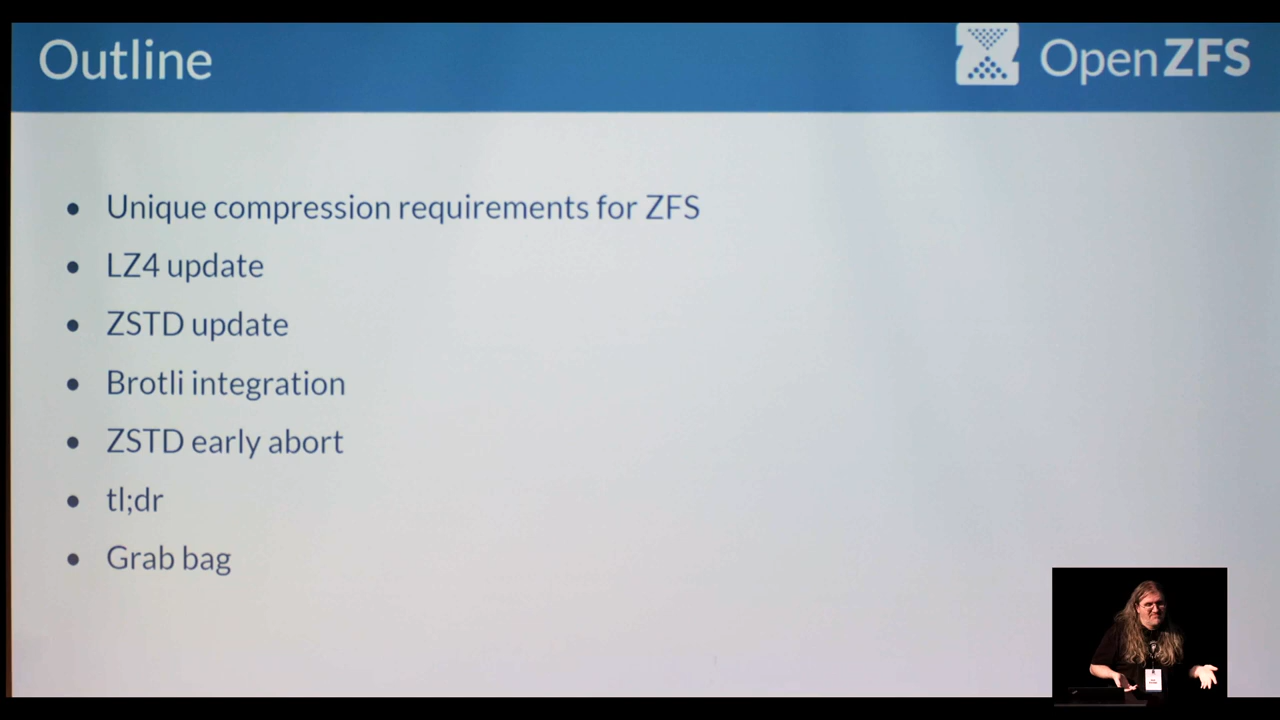 Outline
OpenZFS
Unique compression requirements for ZFS
LZ4 update
ZSTD update
Brotli integration
ZSTD early abort
tl;dr
Grab bag